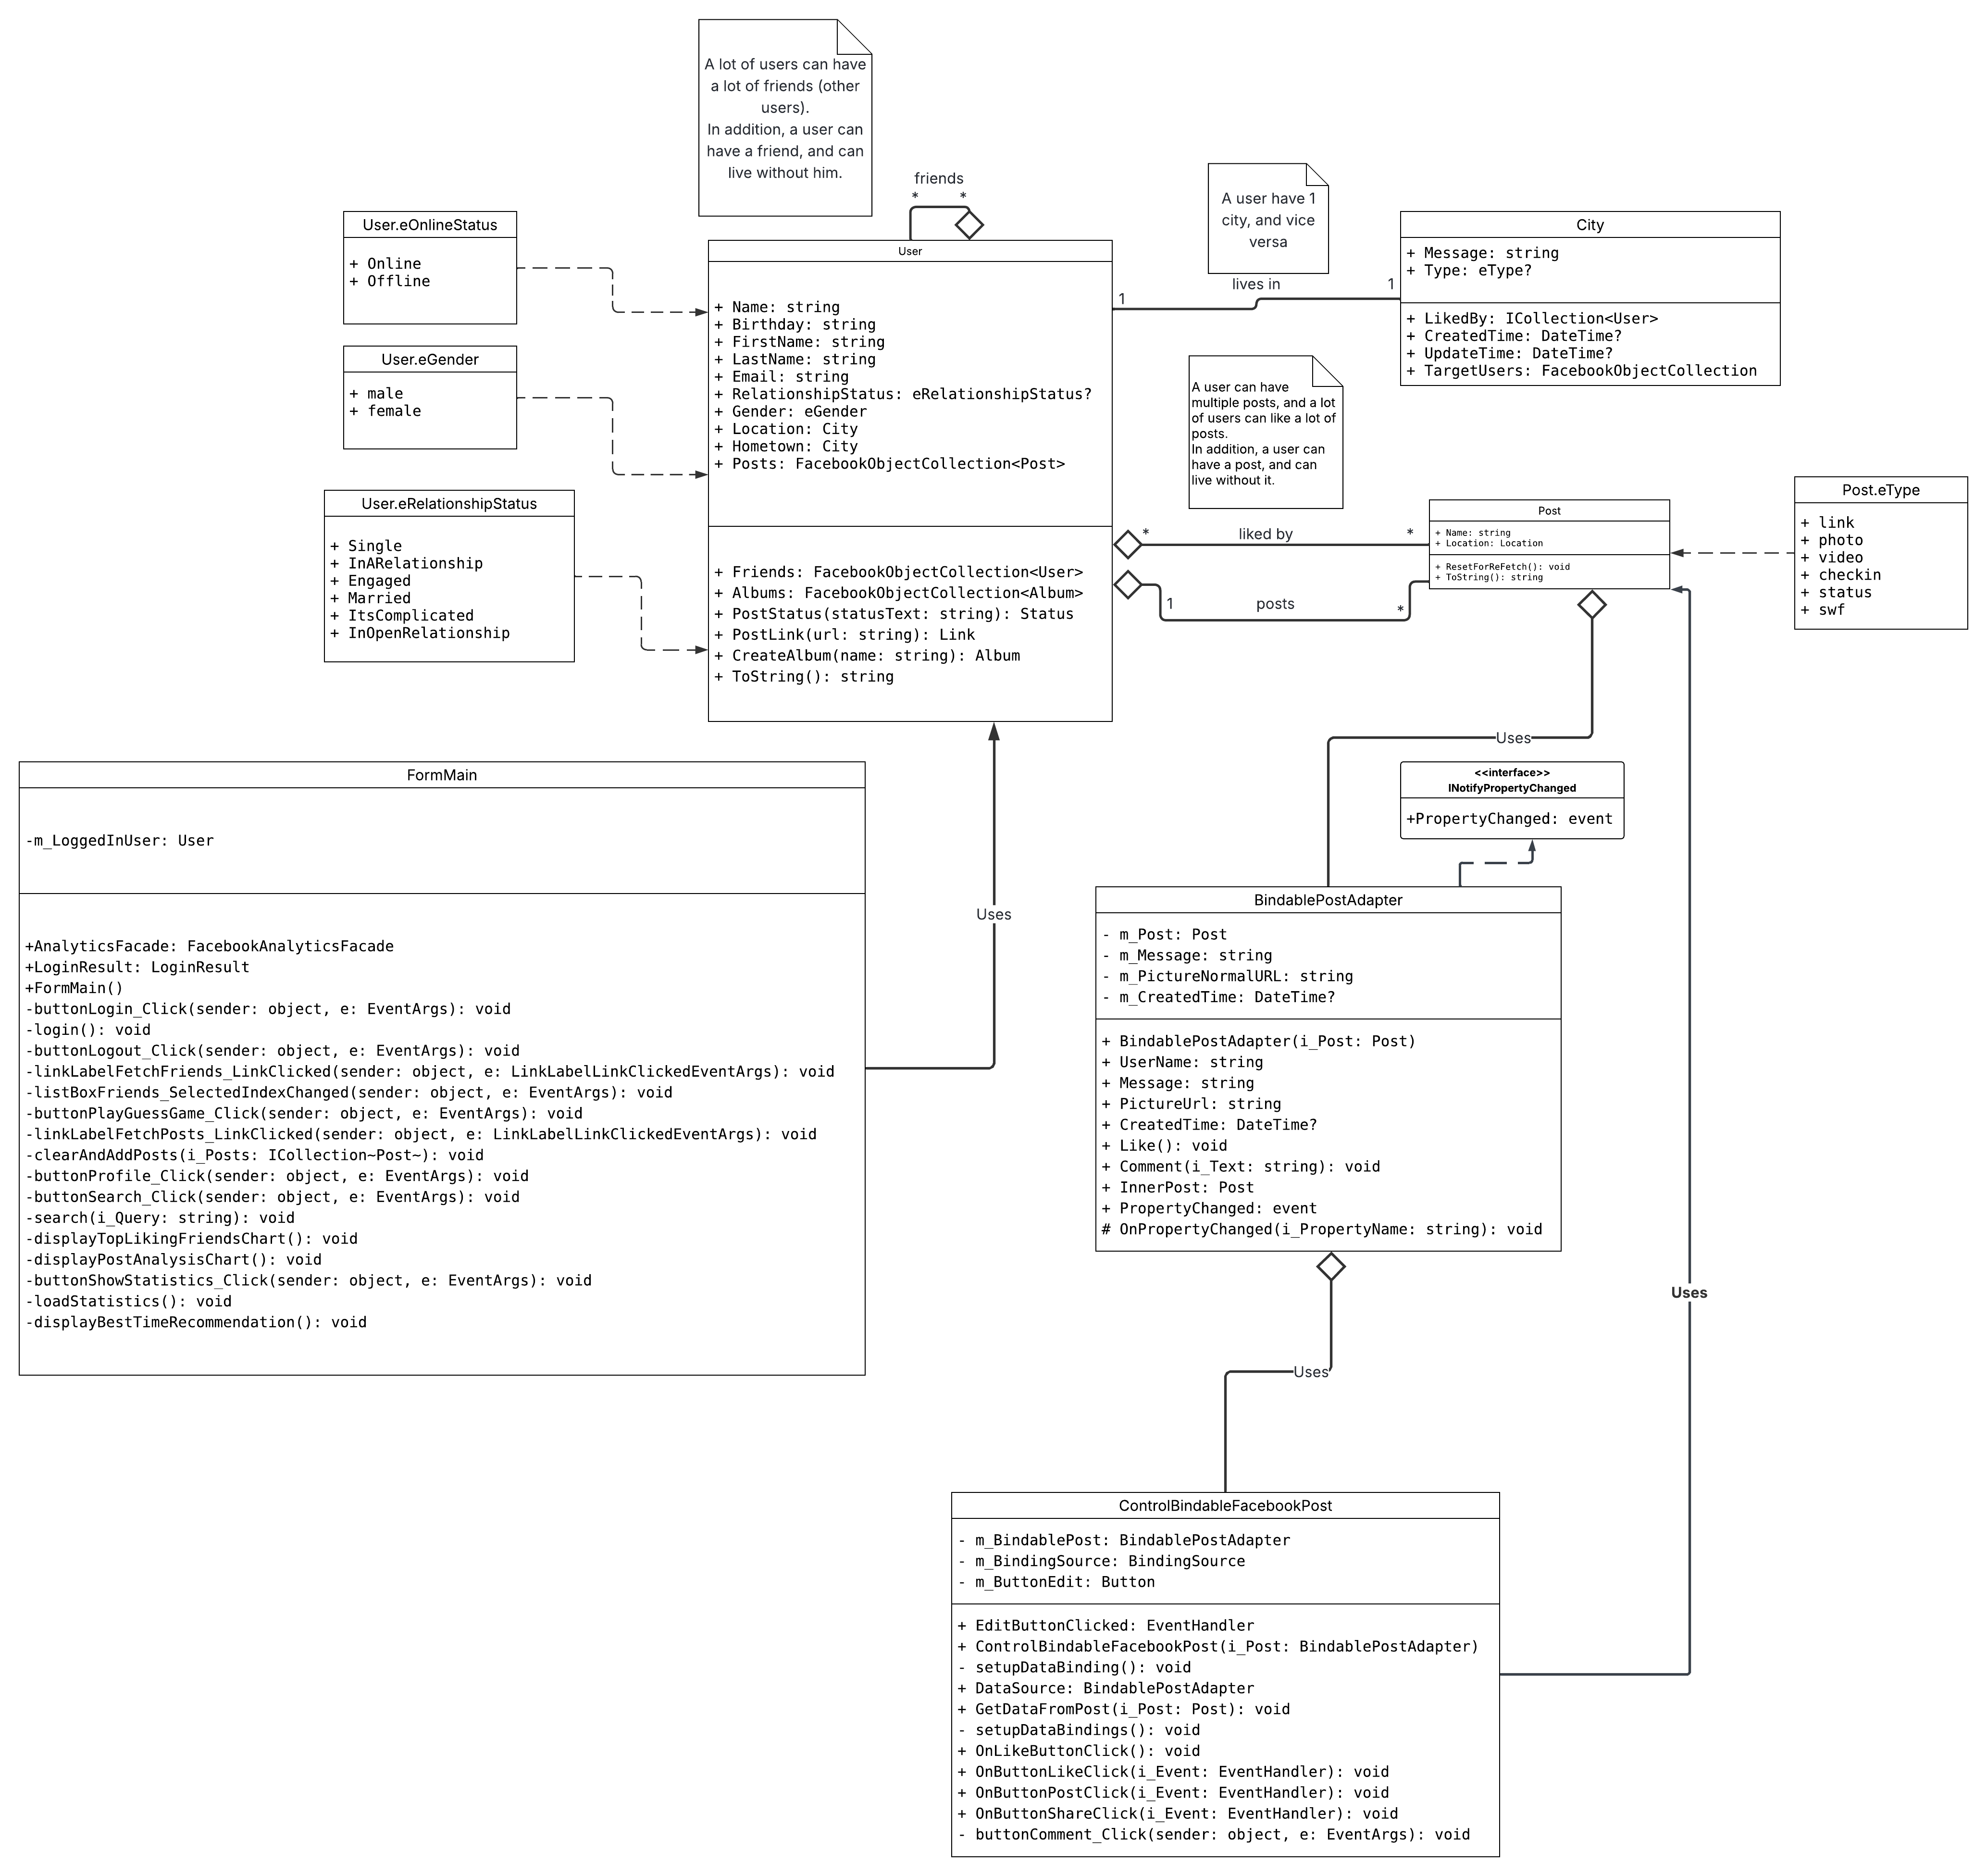 A lot of users can have
a lot of friends (other
users).
In addition, a user can
have a friend, and can
live without him.
friends
* *
A user have 1
city, and vice
versa
lives in
1
1
User.eOnlineStatus
+ Online
+ Offline
User.eGender
+ male
+ female
User.eRelationshipStatus
+ Single
+ InARelationship
+ Engaged
+ Married
+ ItsComplicated
+ InOpenRelationship
User
+ Name: string
+ Birthday: string
+ FirstName: string
+ LastName: string
+ Email: string
+ RelationshipStatus: eRelationshipStatus?
+ Gender: eGender
+ Location: City
+ Hometown: City
+ Posts: FacebookObjectCollection<Post>
+ Friends: FacebookObjectCollection<User>
+ Albums: FacebookObjectCollection<Album>
+ PostStatus(statusText: string): Status
+ PostLink(url: string): Link
+ CreateAlbum(name: string): Album
+ ToString(): string
City
+ Message: string
+ Type: eType?
+ LikedBy: ICollection<User>
+ CreatedTime: DateTime?
+ UpdateTime: DateTime?
+ TargetUsers: FacebookObjectCollection
A user can have
multiple posts, and a lot
of users can like a lot of
posts.
In addition, a user can
have a post, and can
live without it.
* liked by *
1 posts *
Post
+ Name: string
+ Location: Location
+ ResetForReFetch(): void
+ ToString(): string
Post.eType
+ link
+ photo
+ video
+ checkin
+ status
+ swf
Uses
<<interface>>
INotifyPropertyChanged
+PropertyChanged: event
FormMain
-m_LoggedInUser: User
+AnalyticsFacade: FacebookAnalyticsFacade
+LoginResult: LoginResult
+FormMain()
-buttonLogin_Click(sender: object, e: EventArgs): void
-login(): void
-buttonLogout_Click(sender: object, e: EventArgs): void
-linkLabelFetchFriends_LinkClicked(sender: object, e: LinkLabelLinkClickedEventArgs): void
-listBoxFriends_SelectedIndexChanged(sender: object, e: EventArgs): void
-buttonPlayGuessGame_Click(sender: object, e: EventArgs): void
-linkLabelFetchPosts_LinkClicked(sender: object, e: LinkLabelLinkClickedEventArgs): void
-clearAndAddPosts(i_Posts: ICollection~Post~): void
-buttonProfile_Click(sender: object, e: EventArgs): void
-buttonSearch_Click(sender: object, e: EventArgs): void
-search(i_Query: string): void
-displayTopLikingFriendsChart(): void
-displayPostAnalysisChart(): void
-buttonShowStatistics_Click(sender: object, e: EventArgs): void
-loadStatistics(): void
-displayBestTimeRecommendation(): void
Uses
BindablePostAdapter
- m_Post: Post
- m_Message: string
- m_PictureNormalURL: string
- m_CreatedTime: DateTime?
+ BindablePostAdapter(i_Post: Post)
+ UserName: string
+ Message: string
+ PictureUrl: string
+ CreatedTime: DateTime?
+ Like(): void
+ Comment(i_Text: string): void
+ InnerPost: Post
+ PropertyChanged: event
# OnPropertyChanged(i_PropertyName: string): void
Uses
Uses
ControlBindableFacebookPost
- m_BindablePost: BindablePostAdapter
- m_BindingSource: BindingSource
- m_ButtonEdit: Button
+ EditButtonClicked: EventHandler
+ ControlBindableFacebookPost(i_Post: BindablePostAdapter)
- setupDataBinding(): void
+ DataSource: BindablePostAdapter
+ GetDataFromPost(i_Post: Post): void
- setupDataBindings(): void
+ OnLikeButtonClick(): void
+ OnButtonLikeClick(i_Event: EventHandler): void
+ OnButtonPostClick(i_Event: EventHandler): void
+ OnButtonShareClick(i_Event: EventHandler): void
- buttonComment_Click(sender: object, e: EventArgs): void